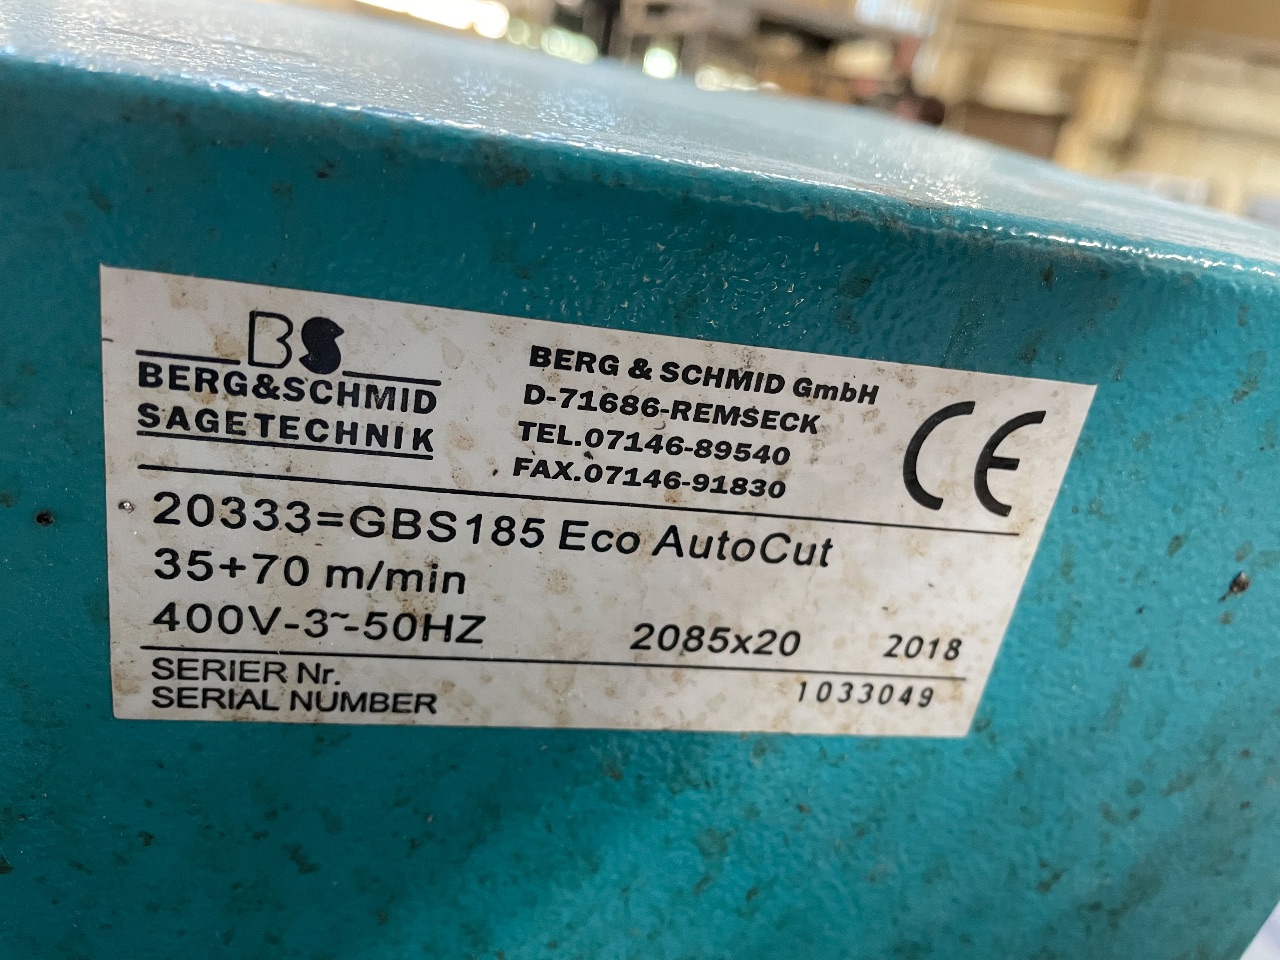 BS
BERG&SCHMID
SAGETECHNIK
BERG & SCHMID GmbH
D-71686-REMSECK
TEL.07146-89540
FAX.07146-91830
CE
20333=GBS185 Eco AutoCut
35+70 m/min
400V-3~-50HZ 2085x20 2018
SERIER Nr.
SERIAL NUMBER 1033049